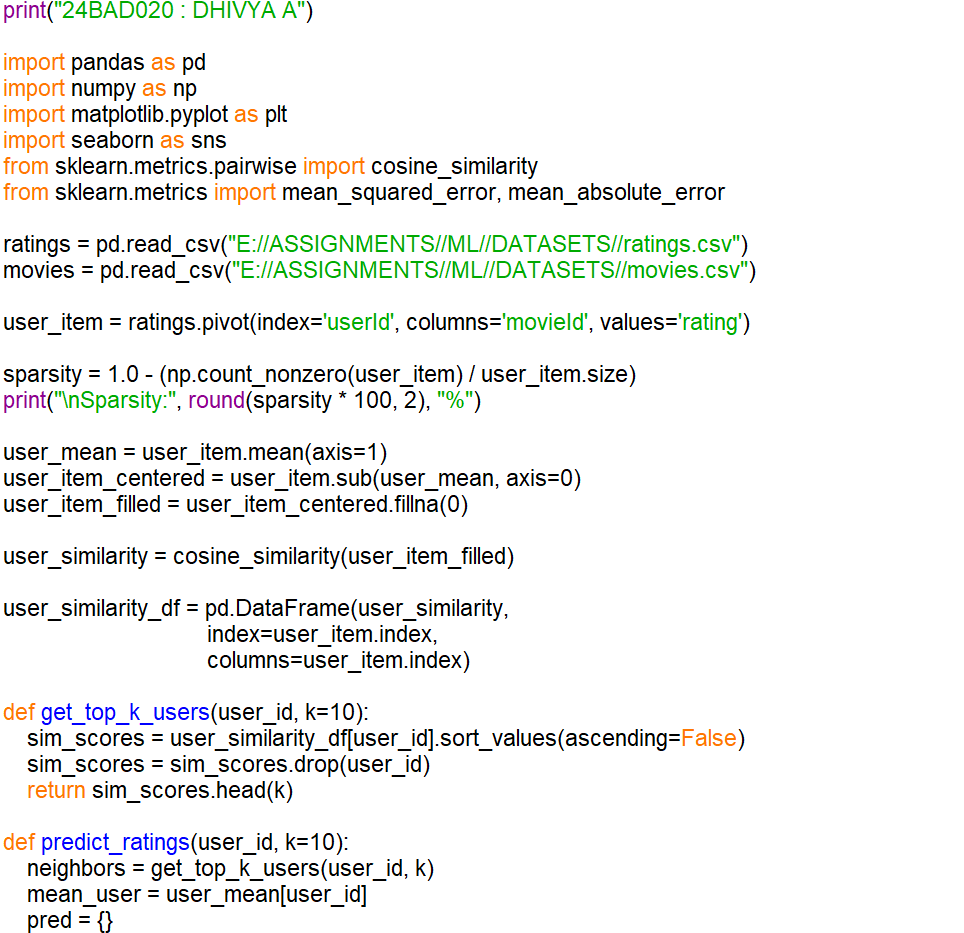 print("24BAD020 : DHIVYA A")
import pandas as pd
import numpy as np
import matplotlib.pyplot as plt
import seaborn as sns
from sklearn.metrics.pairwise import cosine_similarity
from sklearn.metrics import mean_squared_error, mean_absolute_error
ratings = pd.read_csv("E://ASSIGNMENTS//ML//DATASETS//ratings.csv")
movies = pd.read_csv("E://ASSIGNMENTS//ML//DATASETS//movies.csv")
user_item = ratings.pivot(index='userId', columns='movieId', values='rating')
sparsity = 1.0 - (np.count_nonzero(user_item) / user_item.size)
print("\nSparsity:", round(sparsity * 100, 2), "%")
user_mean = user_item.mean(axis=1)
user_item_centered = user_item.sub(user_mean, axis=0)
user_item_filled = user_item_centered.fillna(0)
user_similarity = cosine_similarity(user_item_filled)
user_similarity_df = pd.DataFrame(user_similarity,
                                  index=user_item.index,
                                  columns=user_item.index)
def get_top_k_users(user_id, k=10):
    sim_scores = user_similarity_df[user_id].sort_values(ascending=False)
    sim_scores = sim_scores.drop(user_id)
    return sim_scores.head(k)
def predict_ratings(user_id, k=10):
    neighbors = get_top_k_users(user_id, k)
    mean_user = user_mean[user_id]
    pred = {}